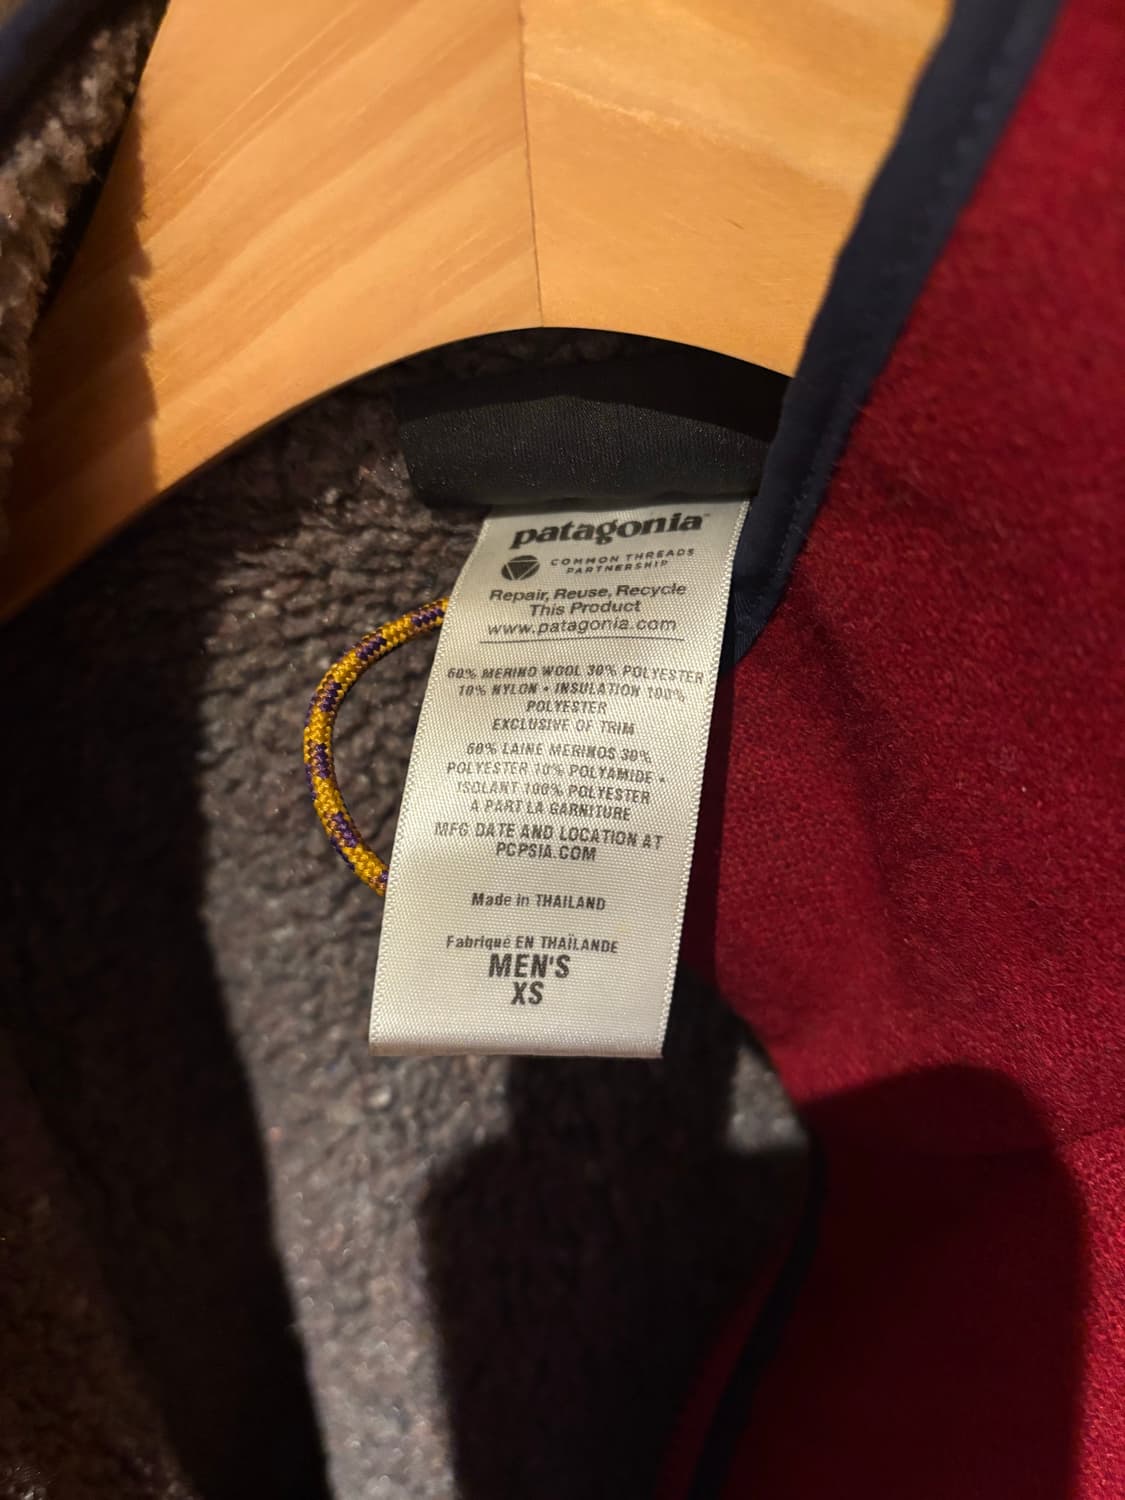 patagonia™
COMMON THREADS
PARTNERSHIP
Repair, Reuse, Recycle
This Product
www.patagonia.com
60% MERINO WOOL 30% POLYESTER
10% NYLON • INSULATION 100%
POLYESTER
EXCLUSIVE OF TRIM
60% LAINE MERINOS 30%
POLYESTER 10% POLYAMIDE •
ISOLANT 100% POLYESTER
A PART LA GARNITURE
MFG DATE AND LOCATION AT
PCPSIA.COM
Made in THAILAND
Fabriqué EN THAÏLANDE
MEN'S
XS